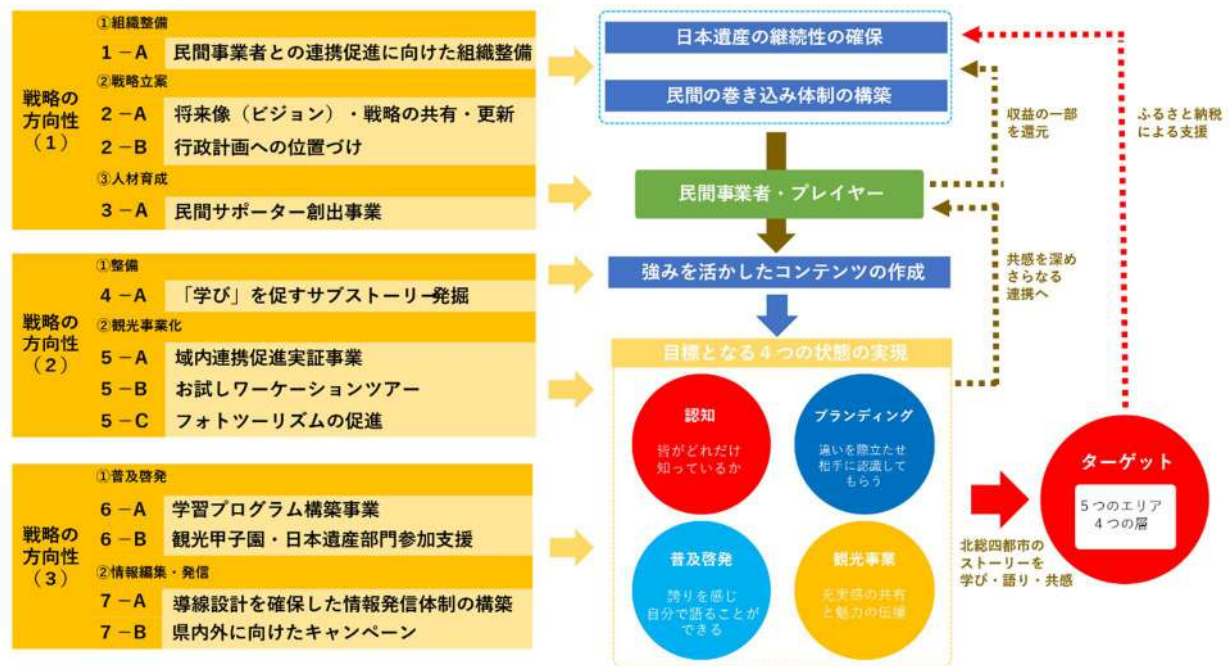 戦略の
方向性
（１）
①組織整備
１－A　民間事業者との連携促進に向けた組織整備
②戦略立案
２－A　将来像（ビジョン）・戦略の共有・更新
２－B　行政計画への位置づけ
③人材育成
３－A　民間サポーター創出事業
戦略の
方向性
（２）
①整備
４－A　「学び」を促すサブストーリー発掘
②観光事業化
５－A　域内連携促進実証事業
５－B　お試しワーケーションツアー
５－C　フォトツーリズムの促進
戦略の
方向性
（３）
①普及啓発
６－A　学習プログラム構築事業
６－B　観光甲子園・日本遺産部門参加支援
②情報編集・発信
７－A　導線設計を確保した情報発信体制の構築
７－B　県内外に向けたキャンペーン
日本遺産の継続性の確保
民間の巻き込み体制の構築
民間事業者・プレイヤー
強みを活かしたコンテンツの作成
目標となる４つの状態の実現
認知
皆がどれだけ
知っているか
ブランディング
違いを際立たせ
相手に認識して
もらう
普及啓発
誇りを感じ
自分で語ることが
できる
観光事業
充実感の共有
と魅力の伝播
収益の一部
を還元
ふるさと納税
による支援
共感を深め
さらなる
連携へ
ターゲット
５つのエリア
４つの層
北総四都市の
ストーリーを
学び・語り・共感